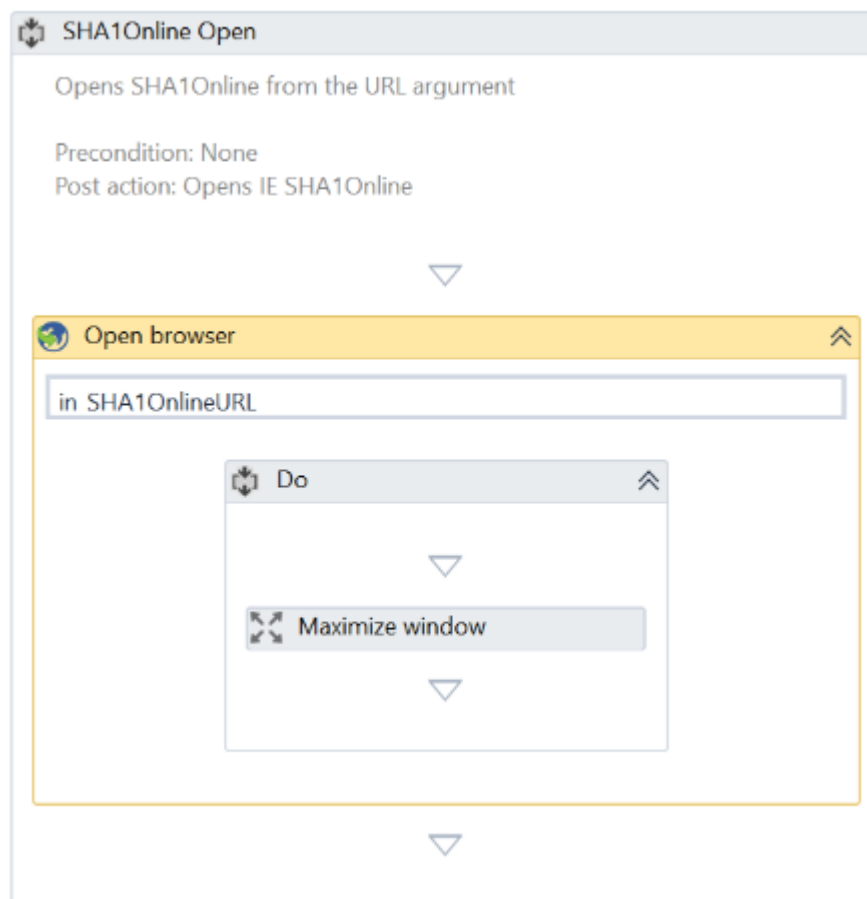 SHA1Online Open
Opens SHA1Online from the URL argument
Precondition: None
Post action: Opens IE SHA1Online
Open browser
in SHA1OnlineURL
Do
Maximize window